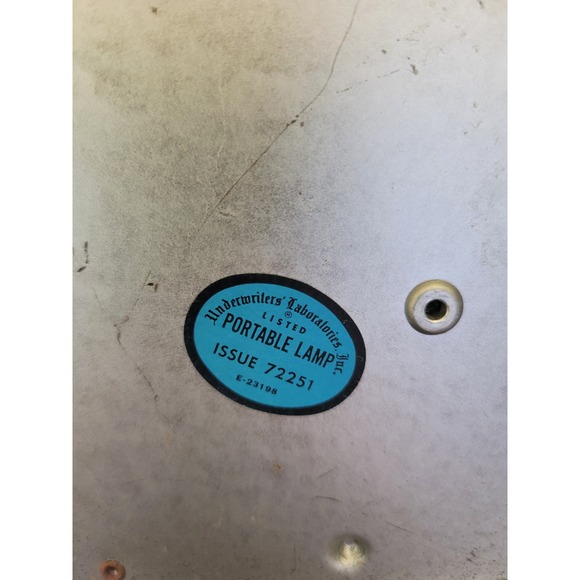 Underwriters' Laboratories, Inc.
®
LISTED
PORTABLE LAMP
ISSUE 72251
E-23198